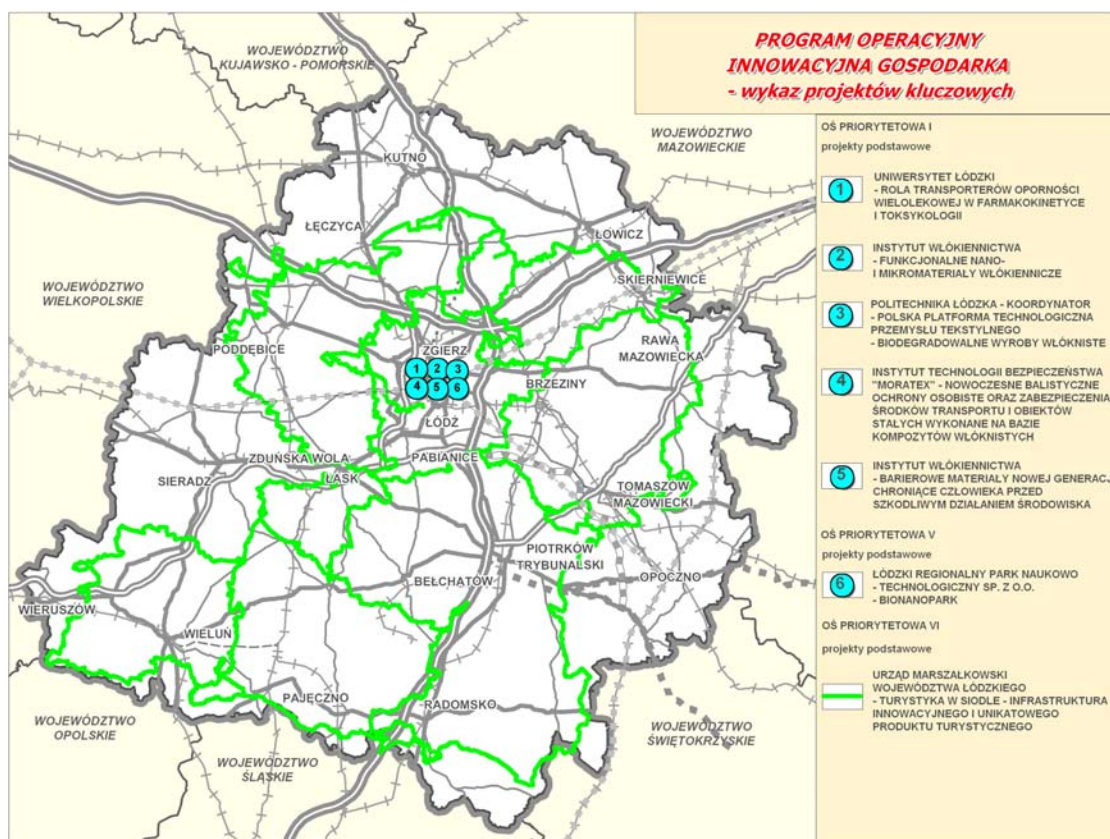 PROGRAM OPERACYJNY
INNOWACYJNA GOSPODARKA
- wykaz projektów kluczowych
WOJEWÓDZTWO
KUJAWSKO - POMORSKIE
WOJEWÓDZTWO
MAZOWIECKIE
WOJEWÓDZTWO
WIELKOPOLSKIE
WOJEWÓDZTWO
OPOLSKIE
WOJEWÓDZTWO
ŚLĄSKIE
WOJEWÓDZTWO
ŚWIĘTOKRZYSKIE
KUTNO
ŁĘCZYCA
ŁOWICZ
SKIERNIEWICE
PODDĘBICE
ZGIERZ
RAWA
MAZOWIECKA
1 2 3
4 5 6
BRZEZINY
ŁÓDŹ
ZDUŃSKA WOLA
PABIANICE
SIERADZ
ŁASK
TOMASZÓW
MAZOWIECKI
PIOTRKÓW
TRYBUNALSKI
BEŁCHATÓW
OPOCZNO
WIERUSZÓW
WIELUŃ
PAJĘCZNO
RADOMSKO
OŚ PRIORYTETOWA I
projekty podstawowe
1
UNIWERSYTET ŁÓDZKI
- ROLA TRANSPORTERÓW OPORNOŚCI
WIELOLEKOWEJ W FARMAKOKINETYCE
I TOKSYKOLOGII
2
INSTYTUT WŁÓKIENNICTWA
- FUNKCJONALNE NANO-
I MIKROMATERIAŁY WŁÓKIENNICZE
3
POLITECHNIKA ŁÓDZKA - KOORDYNATOR
- POLSKA PLATFORMA TECHNOLOGICZNA
PRZEMYSŁU TEKSTYLNEGO
- BIODEGRADOWALNE WYROBY WŁÓKNISTE
4
INSTYTUT TECHNOLOGII BEZPIECZEŃSTWA
"MORATEX" - NOWOCZESNE BALISTYCZNE
OCHRONY OSOBISTE ORAZ ZABEZPIECZENIA
ŚRODKÓW TRANSPORTU I OBIEKTÓW
STAŁYCH WYKONANE NA BAZIE
KOMPOZYTÓW WŁÓKNISTYCH
5
INSTYTUT WŁÓKIENNICTWA
- BARIEROWE MATERIAŁY NOWEJ GENERACJ
CHRONIĄCE CZŁOWIEKA PRZED
SZKODLIWYM DZIAŁANIEM ŚRODOWISKA
OŚ PRIORYTETOWA V
projekty podstawowe
6
ŁÓDZKI REGIONALNY PARK NAUKOWO
- TECHNOLOGICZNY SP. Z O.O.
- BIONANOPARK
OŚ PRIORYTETOWA VI
projekty podstawowe
URZĄD MARSZAŁKOWSKI
WOJEWÓDZTWA ŁÓDZKIEGO
- TURYSTYKA W SIODLE - INFRASTRUKTURA
INNOWACYJNEGO I UNIKATOWEGO
PRODUKTU TURYSTYCZNEGO